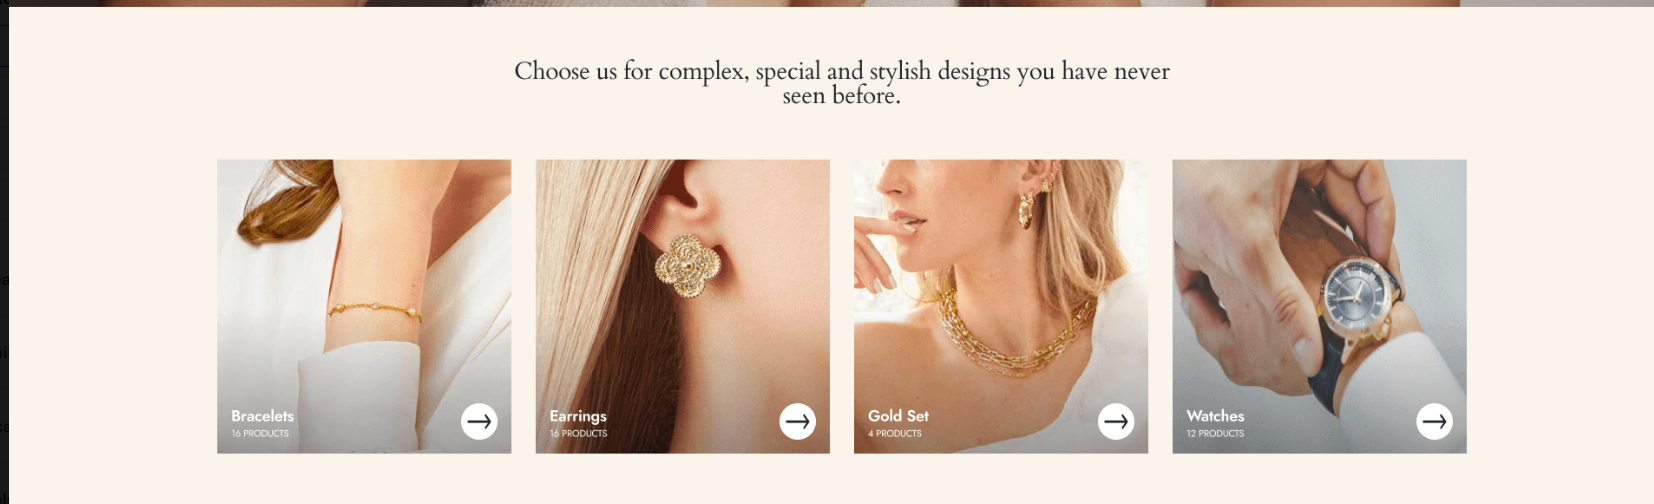 Choose us for complex, special and stylish designs you have never
seen before.
Bracelets
16 PRODUCTS
Earrings
16 PRODUCTS
Gold Set
4 PRODUCTS
Watches
12 PRODUCTS